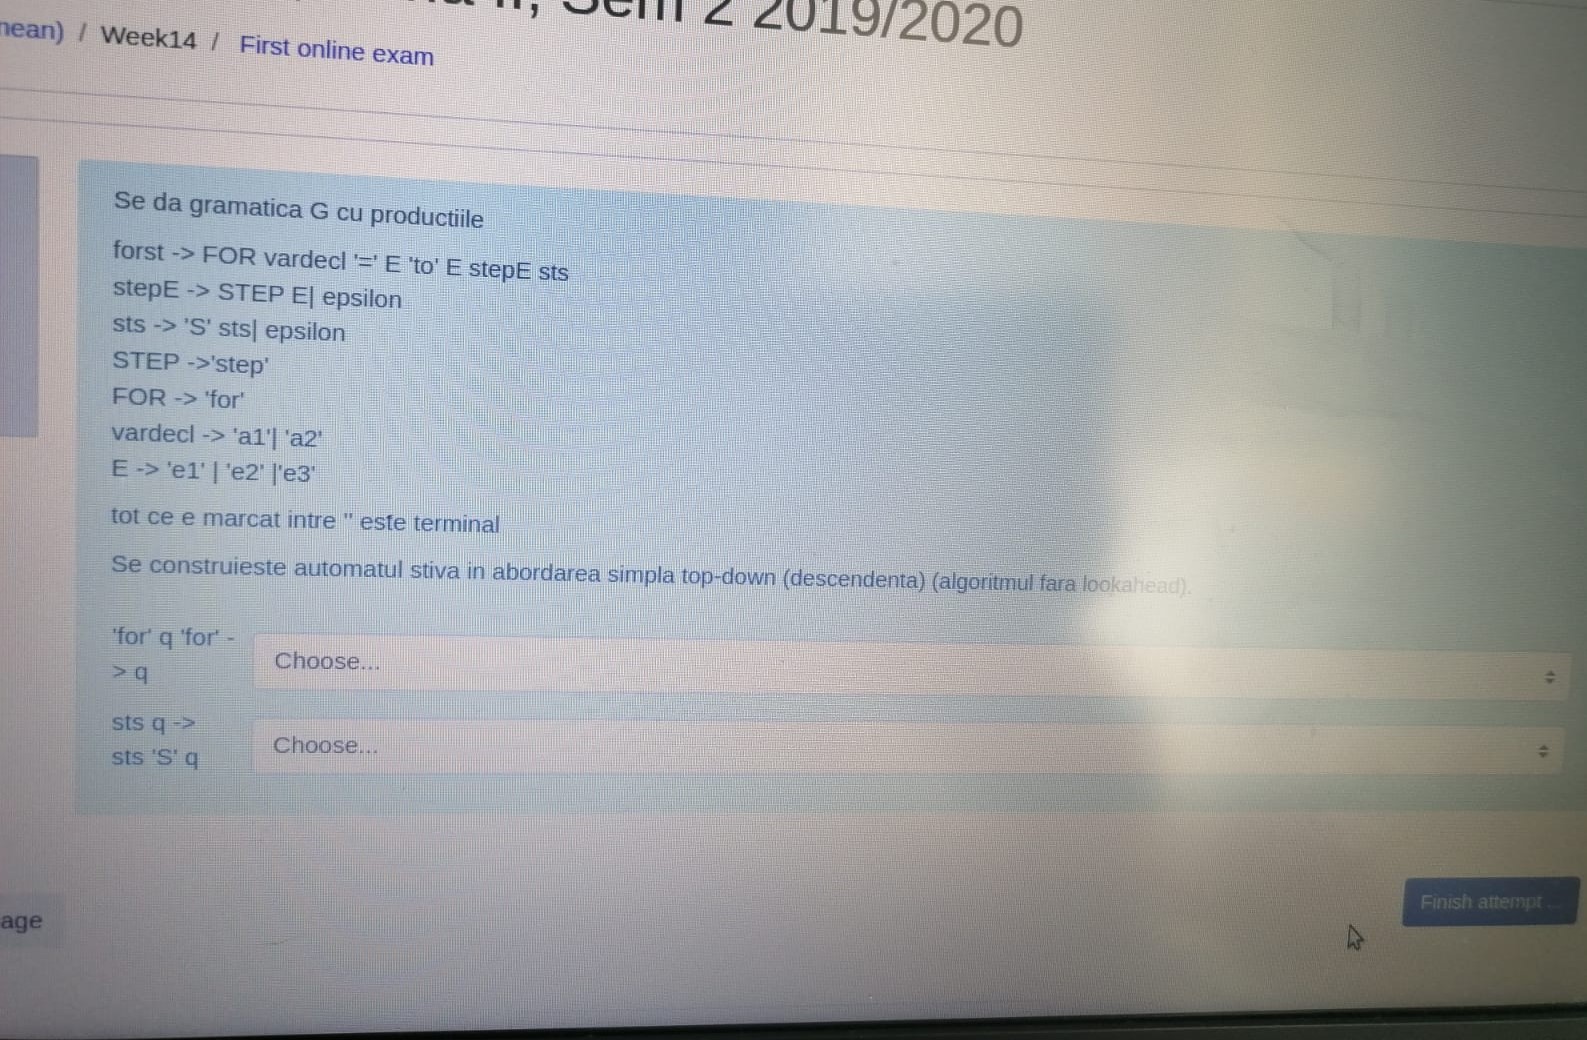 II, Sem 2 2019/2020
nean) / Week14 / First online exam
Se da gramatica G cu productiile
forst -> FOR vardecl '=' E 'to' E stepE sts
stepE -> STEP E| epsilon
sts -> 'S' sts| epsilon
STEP ->'step'
FOR -> 'for'
vardecl -> 'a1'| 'a2'
E -> 'e1' | 'e2' |'e3'
tot ce e marcat intre '' este terminal
Se construieste automatul stiva in abordarea simpla top-down (descendenta) (algoritmul fara lookahead).
'for' q 'for' -
> q
Choose...
sts q ->
sts 'S' q
Choose...
Finish attempt ...
age